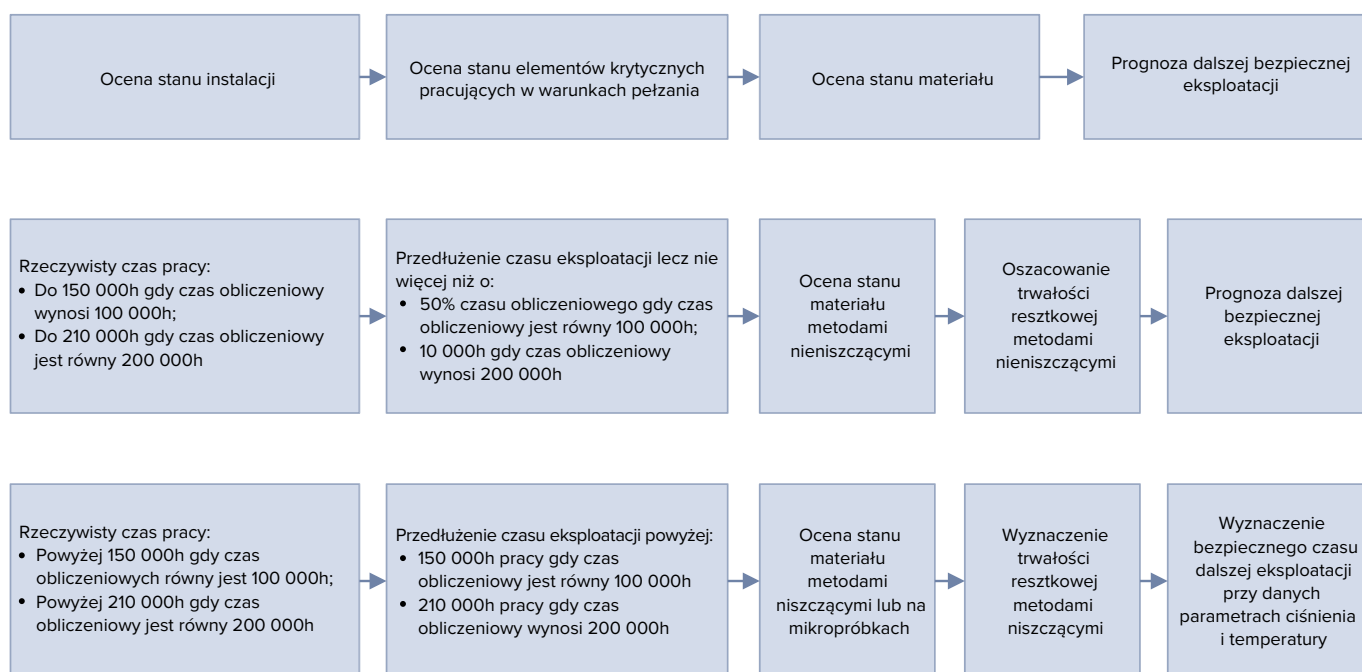 Ocena stanu instalacji
Ocena stanu elementów krytycznych
pracujących w warunkach pełzania
Ocena stanu materiału
Prognoza dalszej bezpiecznej
eksploatacji
Rzeczywisty czas pracy:
• Do 150 000h gdy czas obliczeniowy
wynosi 100 000h;
• Do 210 000h gdy czas obliczeniowy
jest równy 200 000h
Przedłużenie czasu eksploatacji lecz nie
więcej niż o:
• 50% czasu obliczeniowego gdy czas
obliczeniowy jest równy 100 000h;
• 10 000h gdy czas obliczeniowy
wynosi 200 000h
Ocena stanu
materiału
metodami
nieniszczącymi
Oszacowanie
trwałości
resztkowej
metodami
nieniszczącymi
Prognoza dalszej
bezpiecznej
eksploatacji
Rzeczywisty czas pracy:
• Powyżej 150 000h gdy czas
obliczeniowych równy jest 100 000h;
• Powyżej 210 000h gdy czas
obliczeniowy jest równy 200 000h
Przedłużenie czasu eksploatacji powyżej:
• 150 000h pracy gdy czas
obliczeniowy jest równy 100 000h
• 210 000h pracy gdy czas
obliczeniowy wynosi 200 000h
Ocena stanu
materiału
metodami
niszczącymi lub na
mikropróbkach
Wyznaczenie
trwałości
resztkowej
metodami
niszczącymi
Wyznaczenie
bezpiecznego czasu
dalszej eksploatacji
przy danych
parametrach ciśnienia
i temperatury